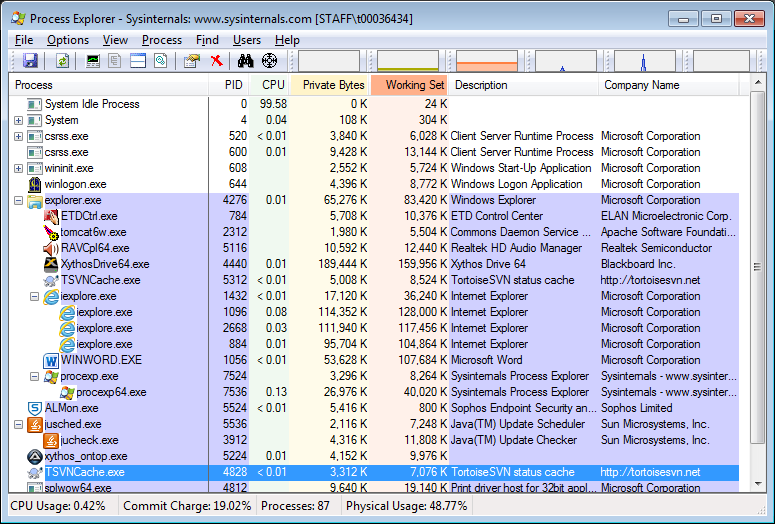 Process Explorer - Sysinternals: www.sysinternals.com [STAFF\t00036434]
File Options View Process Find Users Help
Process PID CPU Private Bytes Working Set Description Company Name
System Idle Process 0 99.58 0 K 24 K
System 4 0.04 108 K 304 K
csrss.exe 520 < 0.01 3,840 K 6,028 K Client Server Runtime Process Microsoft Corporation
csrss.exe 600 0.01 9,428 K 13,144 K Client Server Runtime Process Microsoft Corporation
wininit.exe 608 2,552 K 5,724 K Windows Start-Up Application Microsoft Corporation
winlogon.exe 644 4,396 K 8,772 K Windows Logon Application Microsoft Corporation
explorer.exe 4276 0.01 65,276 K 83,420 K Windows Explorer Microsoft Corporation
ETDCtrl.exe 784 5,708 K 10,376 K ETD Control Center ELAN Microelectronic Corp.
tomcat6w.exe 2312 1,980 K 5,504 K Commons Daemon Service ... Apache Software Foundati...
RAVCpl64.exe 5116 10,592 K 12,440 K Realtek HD Audio Manager Realtek Semiconductor
XythosDrive64.exe 4440 0.01 189,444 K 159,956 K Xythos Drive 64 Blackboard Inc.
TSVNCache.exe 5312 < 0.01 5,008 K 8,524 K TortoiseSVN status cache http://tortoisesvn.net
iexplore.exe 1432 < 0.01 17,120 K 36,240 K Internet Explorer Microsoft Corporation
iexplore.exe 1096 0.08 114,352 K 128,000 K Internet Explorer Microsoft Corporation
iexplore.exe 2668 0.03 111,940 K 117,456 K Internet Explorer Microsoft Corporation
iexplore.exe 884 0.01 95,704 K 104,864 K Internet Explorer Microsoft Corporation
WINWORD.EXE 1056 < 0.01 53,628 K 107,684 K Microsoft Word Microsoft Corporation
procexp.exe 7524 3,296 K 8,264 K Sysinternals Process Explorer Sysinternals - www.sysinter...
procexp64.exe 7536 0.13 26,976 K 40,020 K Sysinternals Process Explorer Sysinternals - www.sysinter...
ALMon.exe 5524 < 0.01 5,416 K 800 K Sophos Endpoint Security an... Sophos Limited
jusched.exe 5536 2,116 K 7,248 K Java(TM) Update Scheduler Sun Microsystems, Inc.
jucheck.exe 3912 4,316 K 11,808 K Java(TM) Update Checker Sun Microsystems, Inc.
xythos_ontop.exe 5224 0.01 4,192 K 9,976 K
TSVNCache.exe 4828 < 0.01 3,312 K 7,076 K TortoiseSVN status cache http://tortoisesvn.net
splwow64.exe 4812 9,640 K 19,140 K Print driver host for 32bit appl... Microsoft Corporation
CPU Usage: 0.42% Commit Charge: 19.02% Processes: 87 Physical Usage: 48.77%